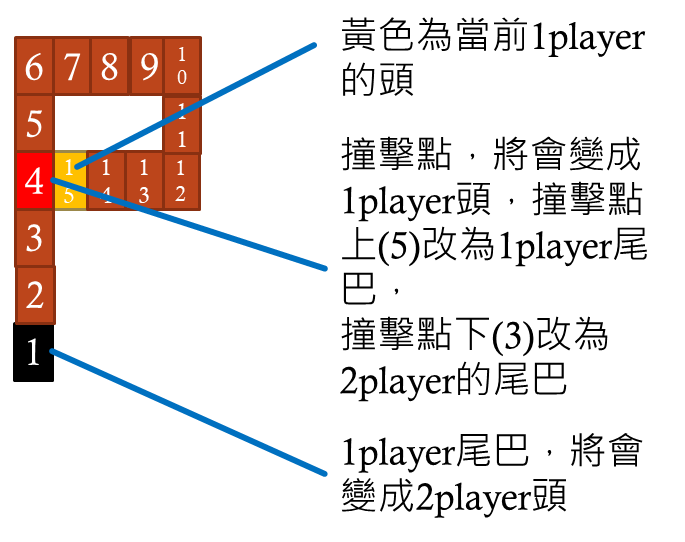 黃色為當前1player
的頭
6 7 8 9 10
5 11
撞擊點，將會變成
4 15 14 13 12
1player頭，撞擊點
3
上(5)改為1player尾
巴，
2
撞擊點下(3)改為
1
2player的尾巴
1player尾巴，將會
變成2player頭